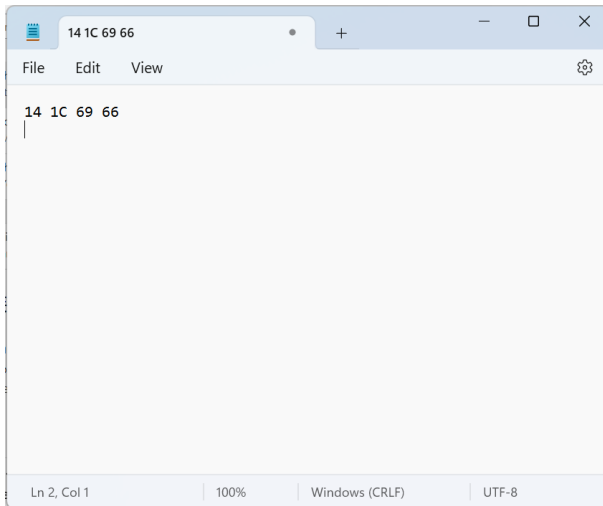 14 1C 69 66
File Edit View
14 1C 69 66
Ln 2, Col 1 100% Windows (CRLF) UTF-8